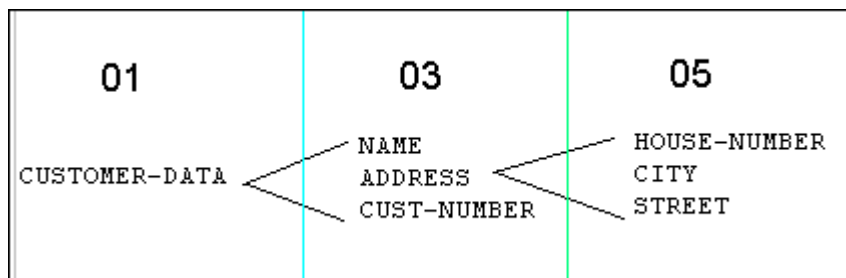 01 03 05
NAME HOUSE-NUMBER
CUSTOMER-DATA ADDRESS CITY
CUST-NUMBER STREET